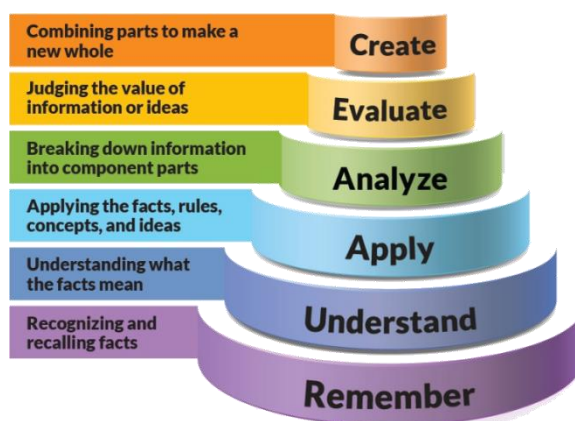 Combining parts to make a
new whole
Create
Judging the value of
information or ideas
Evaluate
Breaking down information
into component parts
Analyze
Applying the facts, rules,
concepts, and ideas
Apply
Understanding what
the facts mean
Understand
Recognizing and
recalling facts
Remember